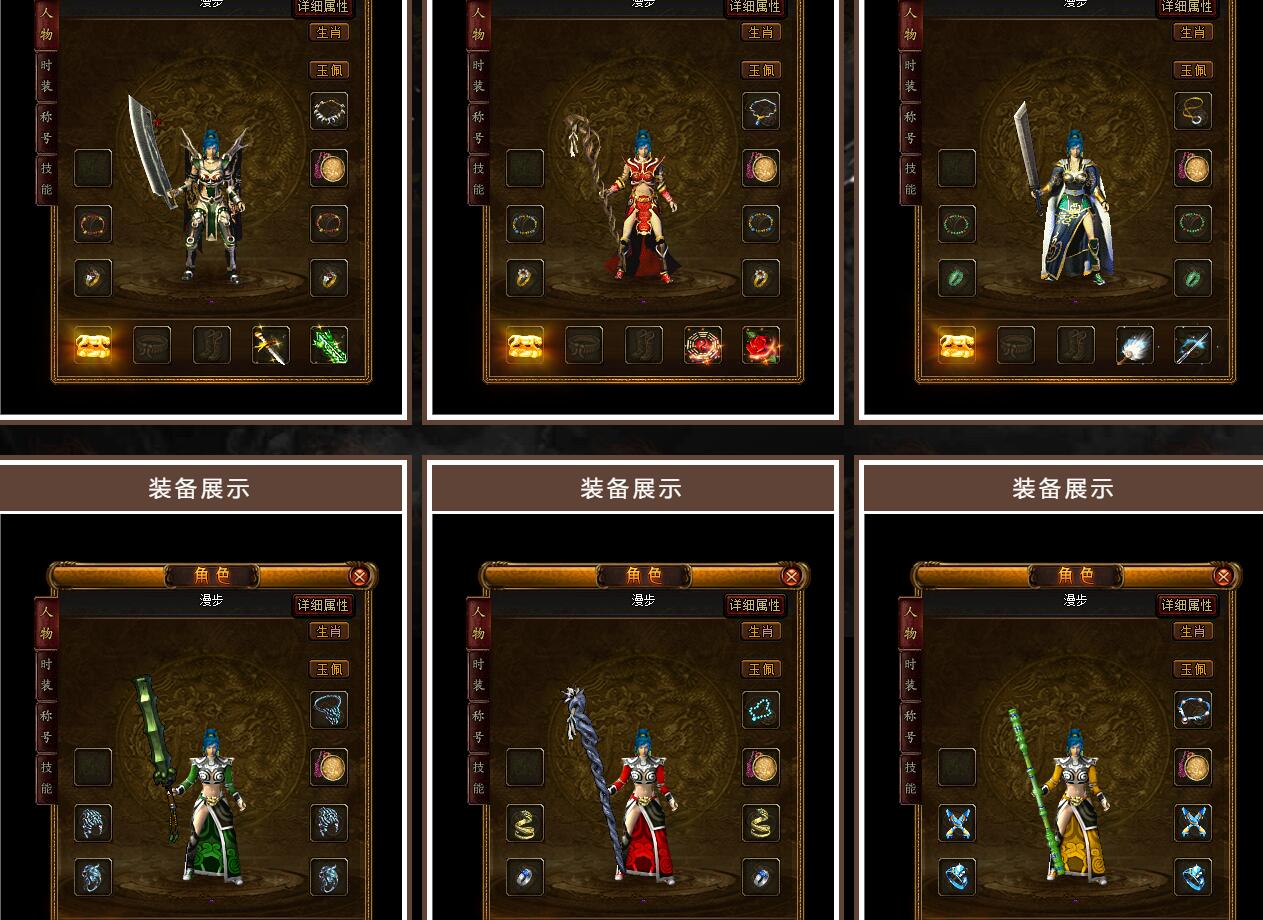 漫步 漫步 漫步
详细属性 详细属性 详细属性
人物 人物 人物
生肖 生肖 生肖
时装 时装 时装
玉佩 玉佩 玉佩
称号 称号 称号
技能 技能 技能
装备展示 装备展示 装备展示
角色 角色 角色
漫步 漫步 漫步
详细属性 详细属性 详细属性
人物 人物 人物
生肖 生肖 生肖
时装 时装 时装
玉佩 玉佩 玉佩
称号 称号 称号
技能 技能 技能